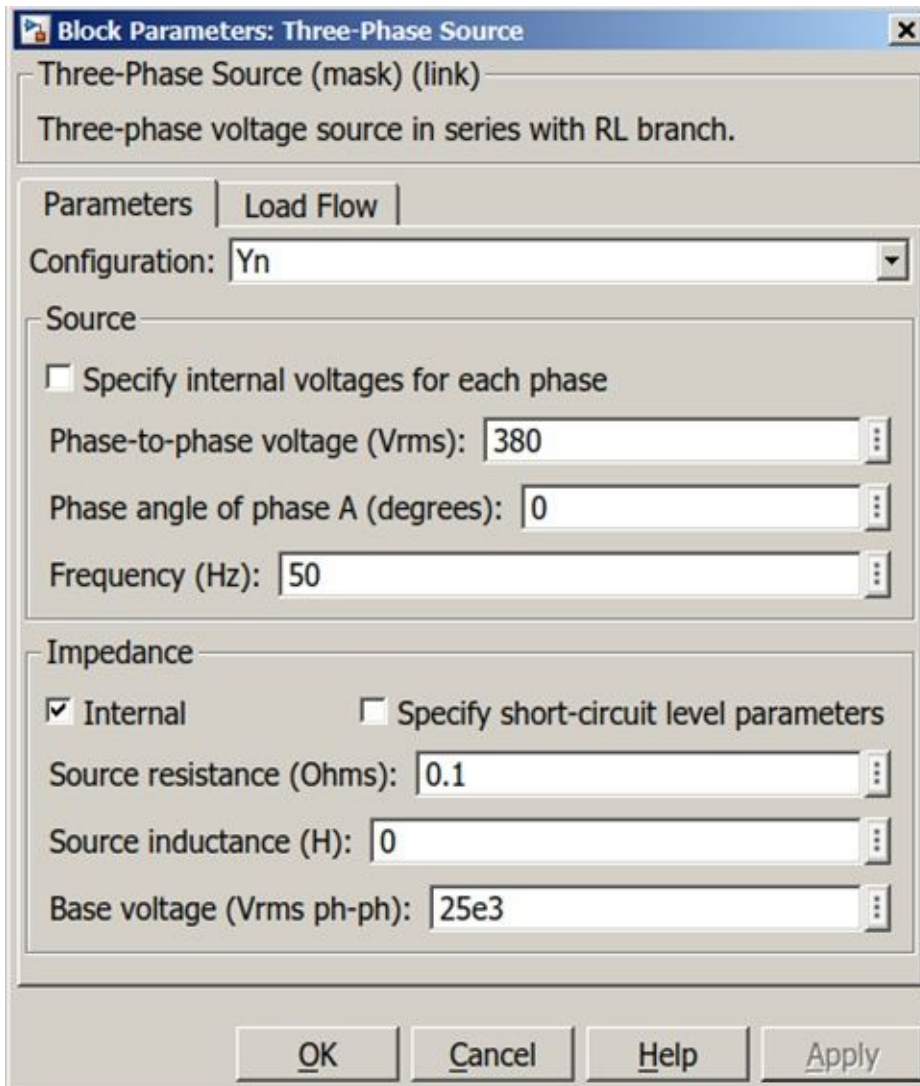 Block Parameters: Three-Phase Source
Three-Phase Source (mask) (link)
Three-phase voltage source in series with RL branch.
Parameters Load Flow
Configuration: Yn
Source
Specify internal voltages for each phase
Phase-to-phase voltage (Vrms): 380
Phase angle of phase A (degrees): 0
Frequency (Hz): 50
Impedance
Internal Specify short-circuit level parameters
Source resistance (Ohms): 0.1
Source inductance (H): 0
Base voltage (Vrms ph-ph): 25e3
OK Cancel Help Apply